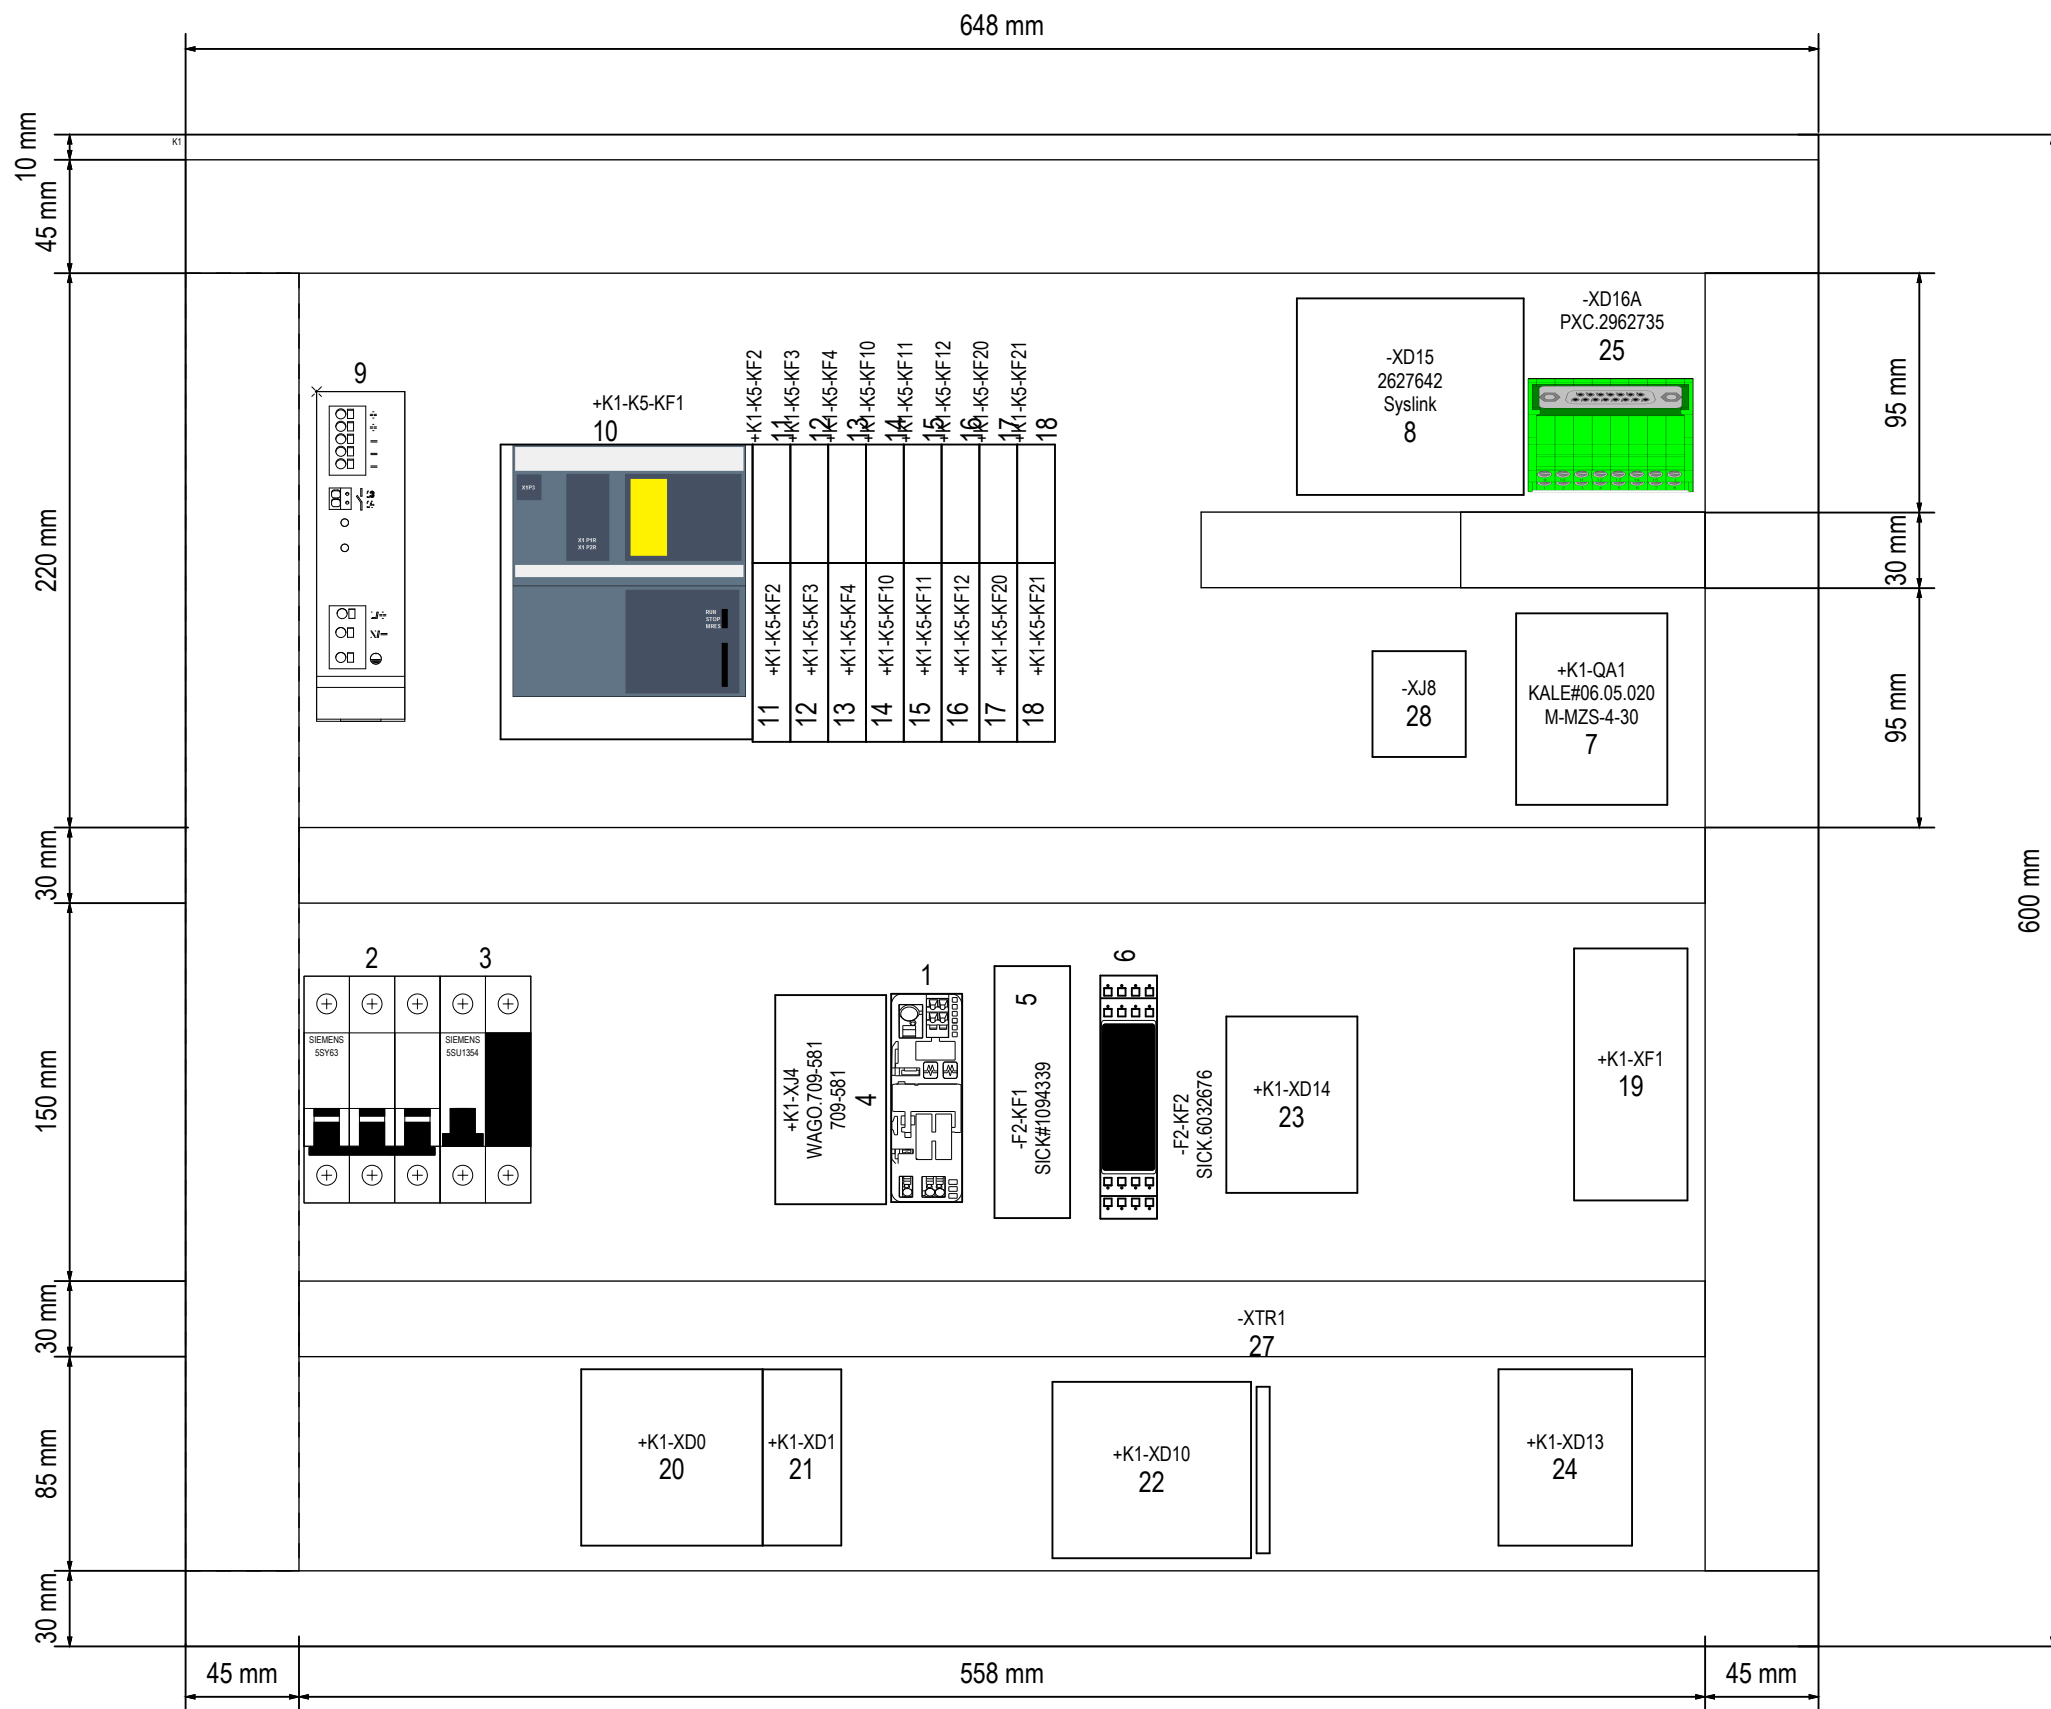 648 mm
10 mm
K1
45 mm
220 mm
30 mm
150 mm
30 mm
85 mm
30 mm
95 mm
30 mm
95 mm
600 mm
9
+K1-K5-KF1
10
X1P3
X1 P1R
X1 P2R
RUN
STOP
MRES
+K1-K5-KF2
11
+K1-K5-KF3
12
+K1-K5-KF4
13
+K1-K5-KF10
14
+K1-K5-KF11
15
+K1-K5-KF12
16
+K1-K5-KF20
17
+K1-K5-KF21
18
+K1-K5-KF2
11
+K1-K5-KF3
12
+K1-K5-KF4
13
+K1-K5-KF10
14
+K1-K5-KF11
15
+K1-K5-KF12
16
+K1-K5-KF20
17
+K1-K5-KF21
18
-XD15
2627642
Syslink
8
-XD16A
PXC.2962735
25
-XJ8
28
+K1-QA1
KALE#06.05.020
M-MZS-4-30
7
2
3
SIEMENS
5SY63
SIEMENS
5SU1354
+K1-XJ4
WAGO.709-581
709-581
4
1
5
-F2-KF1
SICK#1094339
6
-F2-KF2
SICK.6032676
+K1-XD14
23
+K1-XF1
19
-XTR1
27
+K1-XD0
20
+K1-XD1
21
+K1-XD10
22
+K1-XD13
24
45 mm
558 mm
45 mm